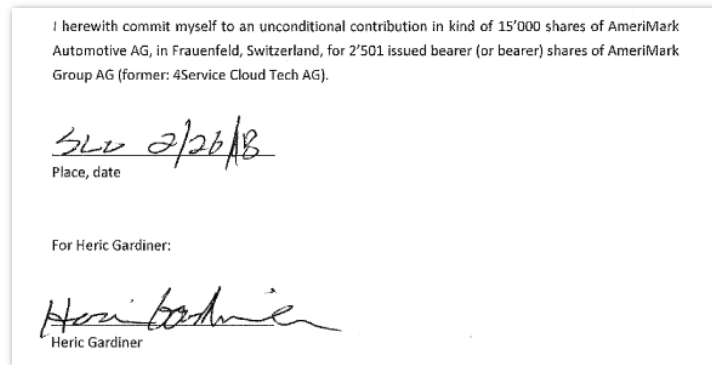 I herewith commit myself to an unconditional contribution in kind of 15'000 shares of AmeriMark
Automotive AG, in Frauenfeld, Switzerland, for 2'501 issued bearer (or bearer) shares of AmeriMark
Group AG (former: 4Service Cloud Tech AG).
2/26/18
Place, date
For Heric Gardiner:
Heric Gardiner